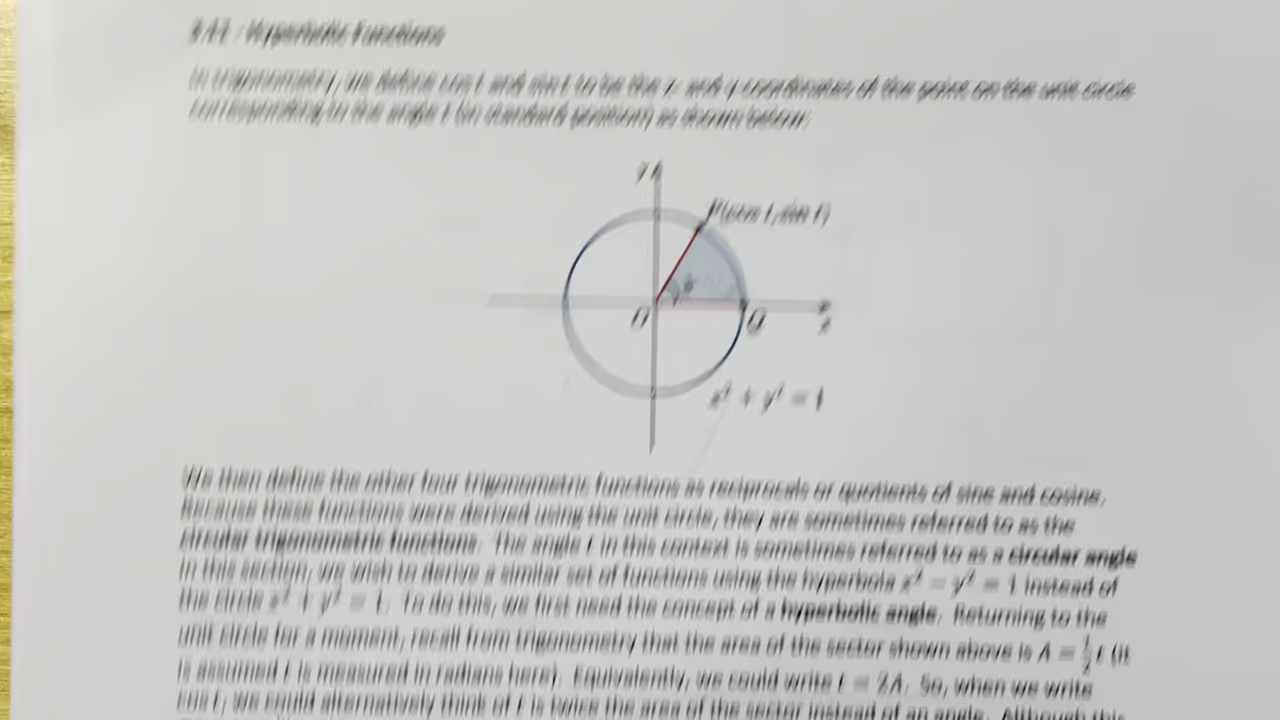 Hyperbolic Functions
In trigonometry, we define cos t and sin t to be the x- and y-coordinates of the point on the unit circle
corresponding to the angle t (in standard position) as shown below:
y
P(cos t, sin t)
t
O
Q
x
x² + y² = 1
We then define the other four trigonometric functions as reciprocals or quotients of sine and cosine.
Because these functions were derived using the unit circle, they are sometimes referred to as the
circular trigonometric functions. The angle t in this context is sometimes referred to as a circular angle
In this section, we wish to derive a similar set of functions using the hyperbola x² − y² = 1 instead of
the circle x² + y² = 1. To do this, we first need the concept of a hyperbolic angle. Returning to the
unit circle for a moment, recall from trigonometry that the area of the sector shown above is A = ½t (it
is assumed t is measured in radians here). Equivalently, we could write t = 2A. So, when we write
cos t, we could alternatively think of t is twice the area of the sector instead of an angle. Although this